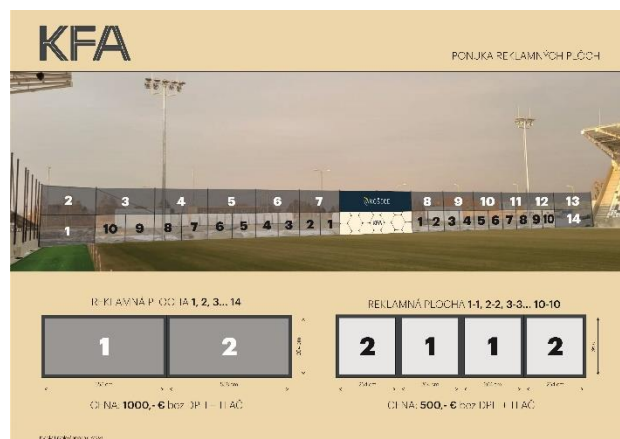 KFA
PONUKA REKLAMNÝCH PLÔCH
2 3 4 5 6 7 KOŠICE 8 9 10 11 12 13
1 10 9 8 7 6 5 4 3 2 1 KFA 1 2 3 4 5 6 7 8 9 10 14
REKLAMNÁ PLOCHA 1, 2, 3... 14
REKLAMNÁ PLOCHA 1-1, 2-2, 3-3... 10-10
1 2
2 1 1 2
CENA: 1000,- € bez DPH + TLAČ
CENA: 500,- € bez DPH + TLAČ